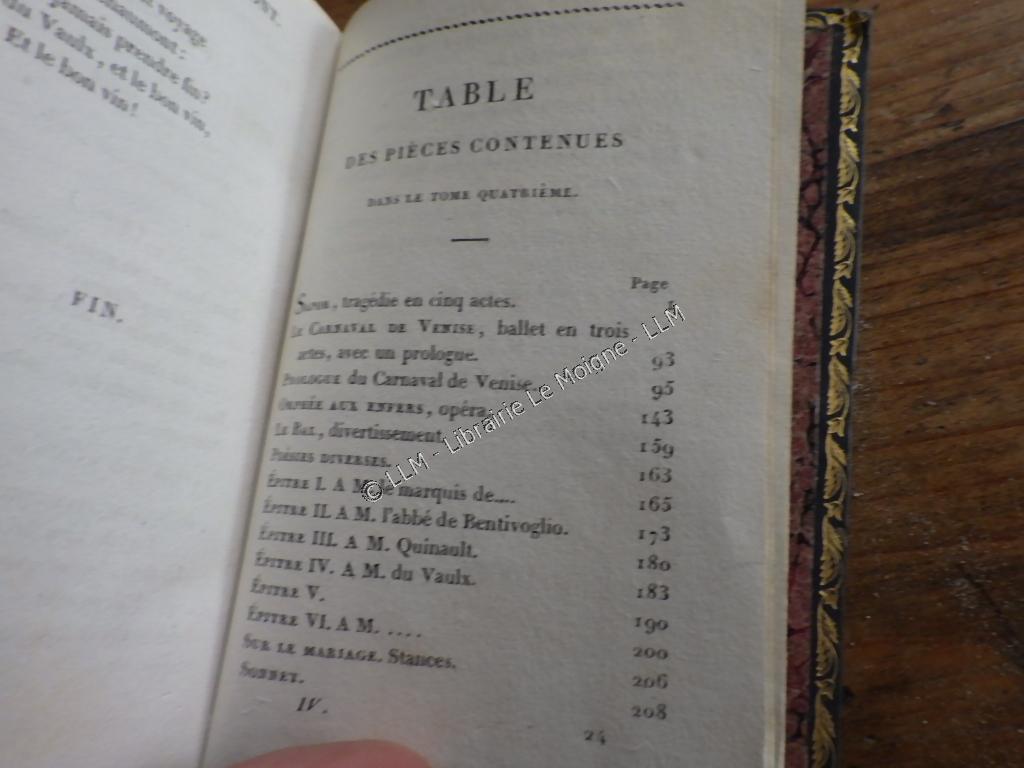 voyage.
haumont;
jamais prendre fin?
du Vaulx, et le bon vin,
Et le bon vin!
FIN.
TABLE
DES PIÈCES CONTENUES
DANS LE TOME QUATRIÈME.
Page
Sapho, tragédie en cinq actes.
Le Carnaval de Venise, ballet en trois
actes, avec un prologue. 93
Prologue du Carnaval de Venise. 95
Orphée aux enfers, opéra. 143
Le Bal, divertissement. 159
Poésies diverses. 163
Épitre I. A M. le marquis de.... 165
Épitre II. A M. l'abbé de Bentivoglio. 173
Épitre III. A M. Quinault. 180
Épitre IV. A M. du Vaulx. 183
Épitre V. 190
Épitre VI. A M. .... 200
Sur le mariage. Stances. 206
Sonnet. 208
IV. 24
© LLM - Librairie Le Moigne - LLM